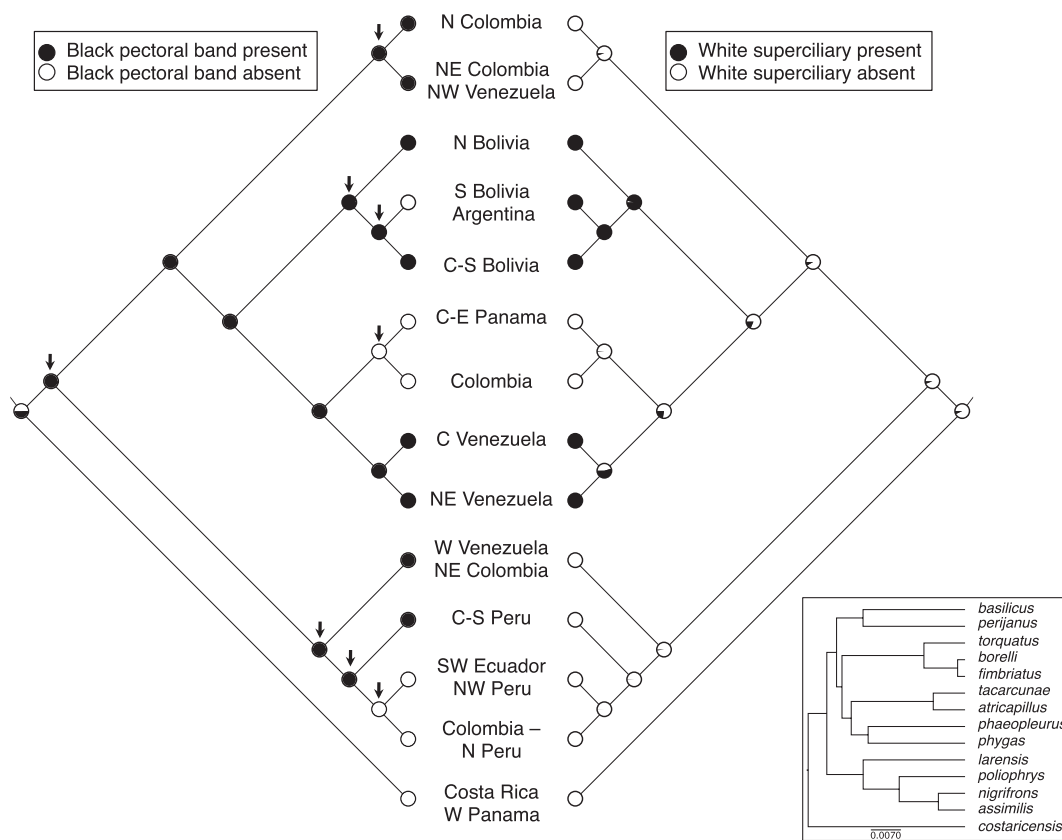 Black pectoral band present
Black pectoral band absent
White superciliary present
White superciliary absent
N Colombia
NE Colombia
NW Venezuela
N Bolivia
S Bolivia
Argentina
C-S Bolivia
C-E Panama
Colombia
C Venezuela
NE Venezuela
W Venezuela
NE Colombia
C-S Peru
SW Ecuador
NW Peru
Colombia –
N Peru
Costa Rica
W Panama
basilicus
perijanus
torquatus
borelli
fimbriatus
tacarcunae
atricapillus
phaeopleurus
phygas
larensis
poliophrys
nigrifrons
assimilis
costaricensis
0.0070